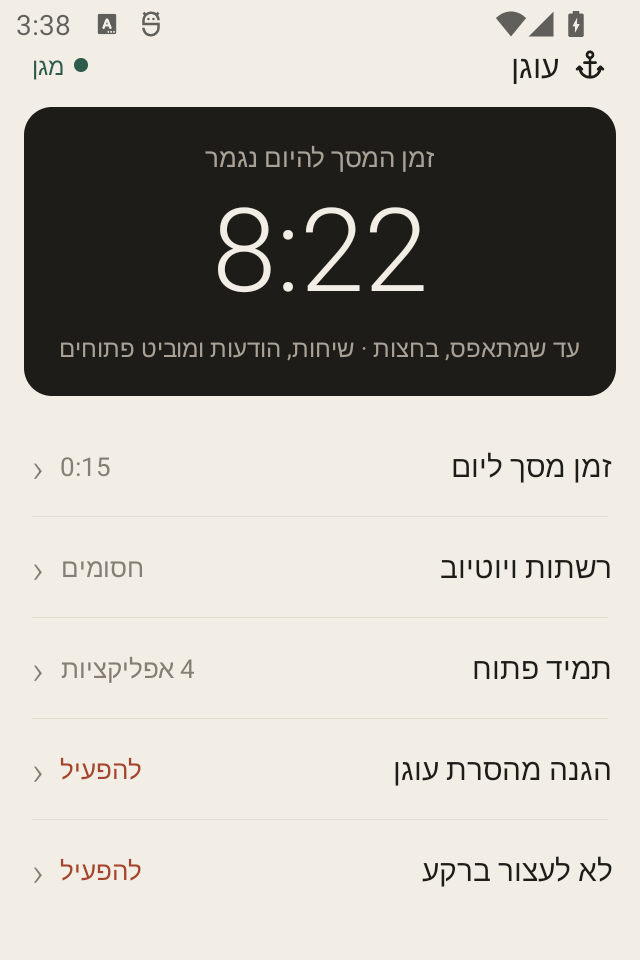 3:38
עוגן
מגן
זמן המסך להיום נגמר
8:22
עד שמתאפס, בחצות · שיחות, הודעות ומוביט פתוחים
זמן מסך ליום 0:15
רשתות ויוטיוב חסומים
תמיד פתוח 4 אפליקציות
הגנה מהסרת עוגן להפעיל
לא לעצור ברקע להפעיל